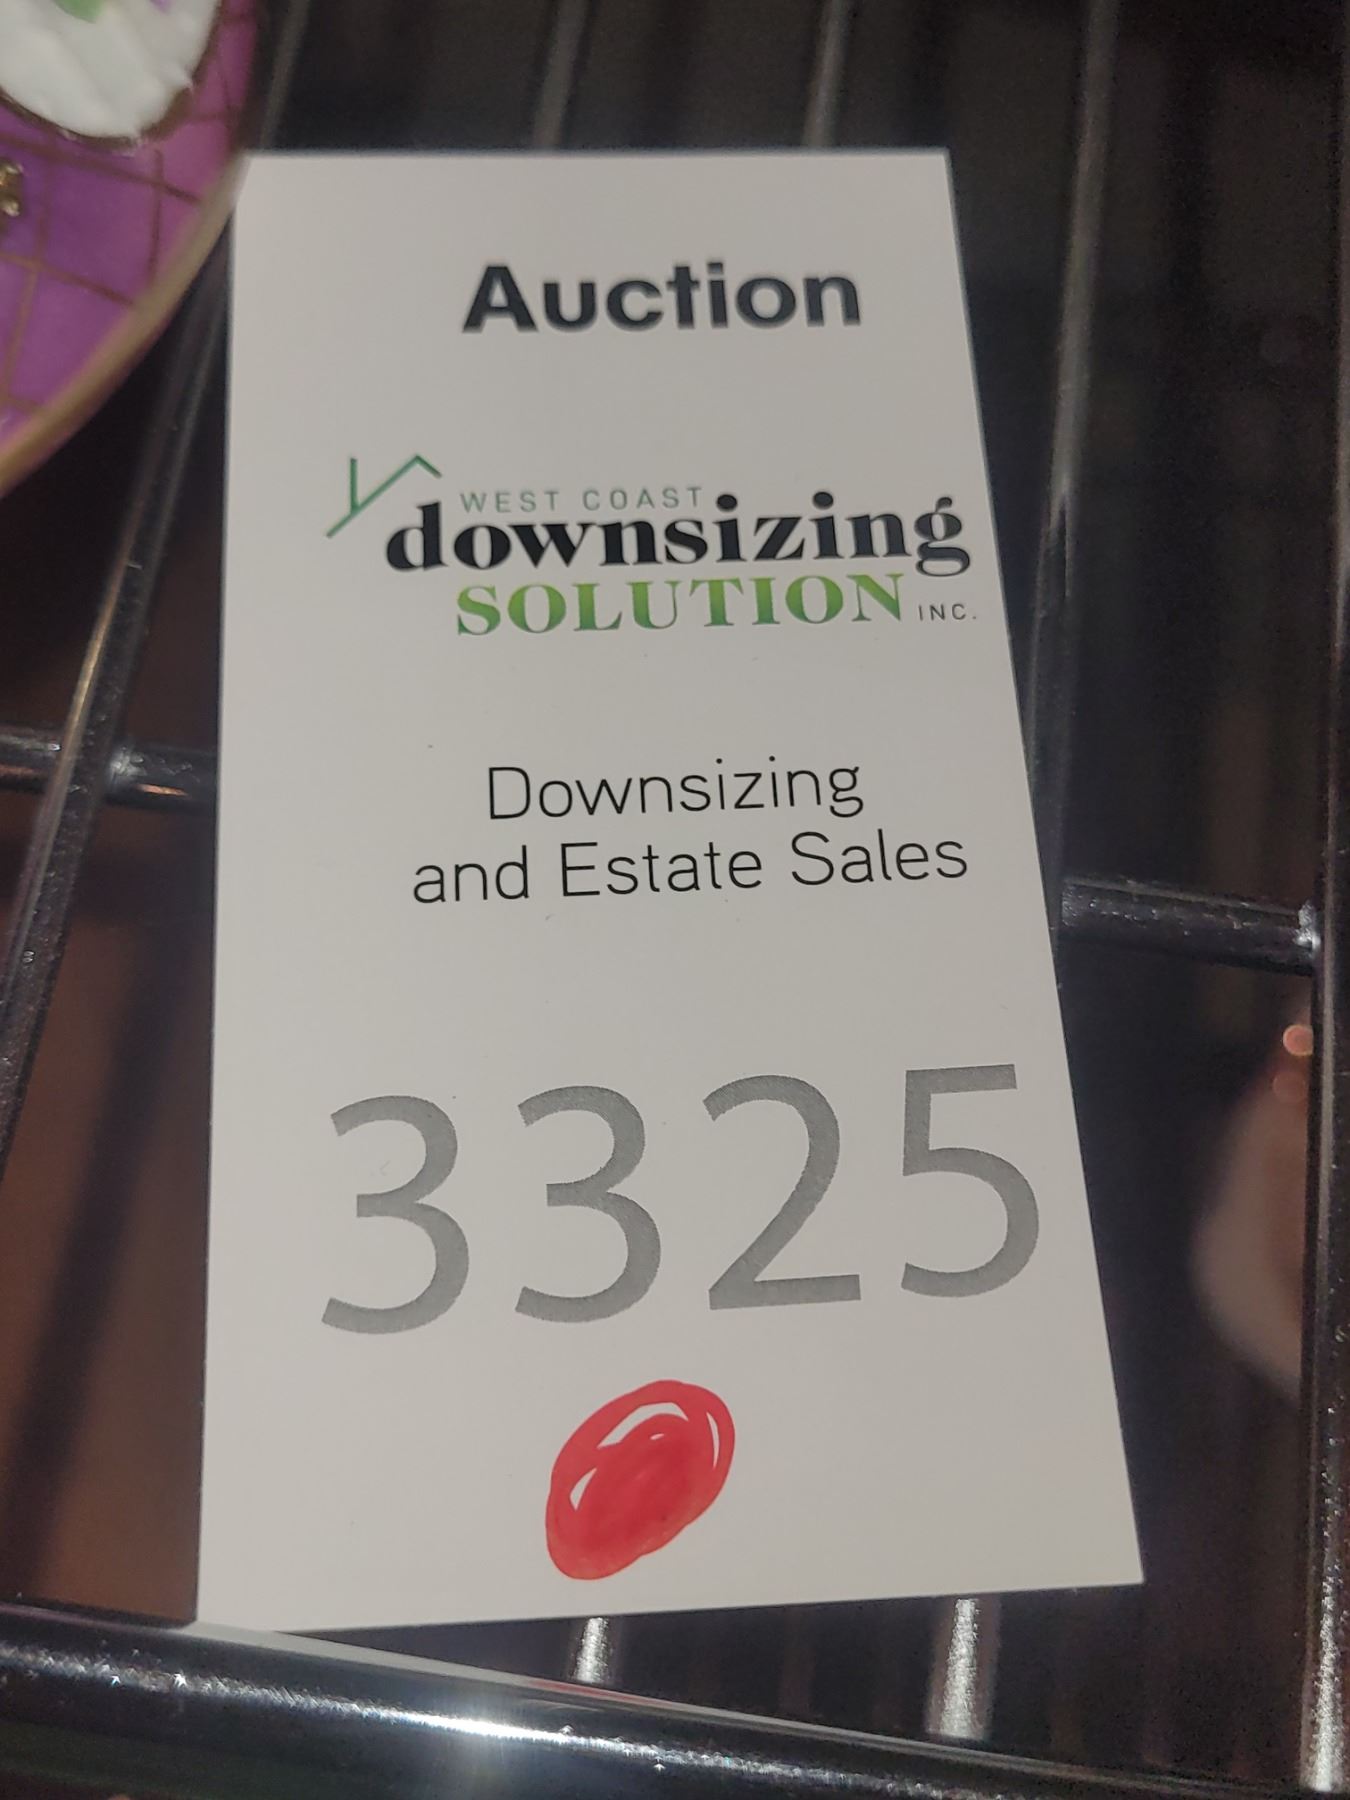 Auction
WEST COAST
downsizing
SOLUTION INC.
Downsizing
and Estate Sales
3325